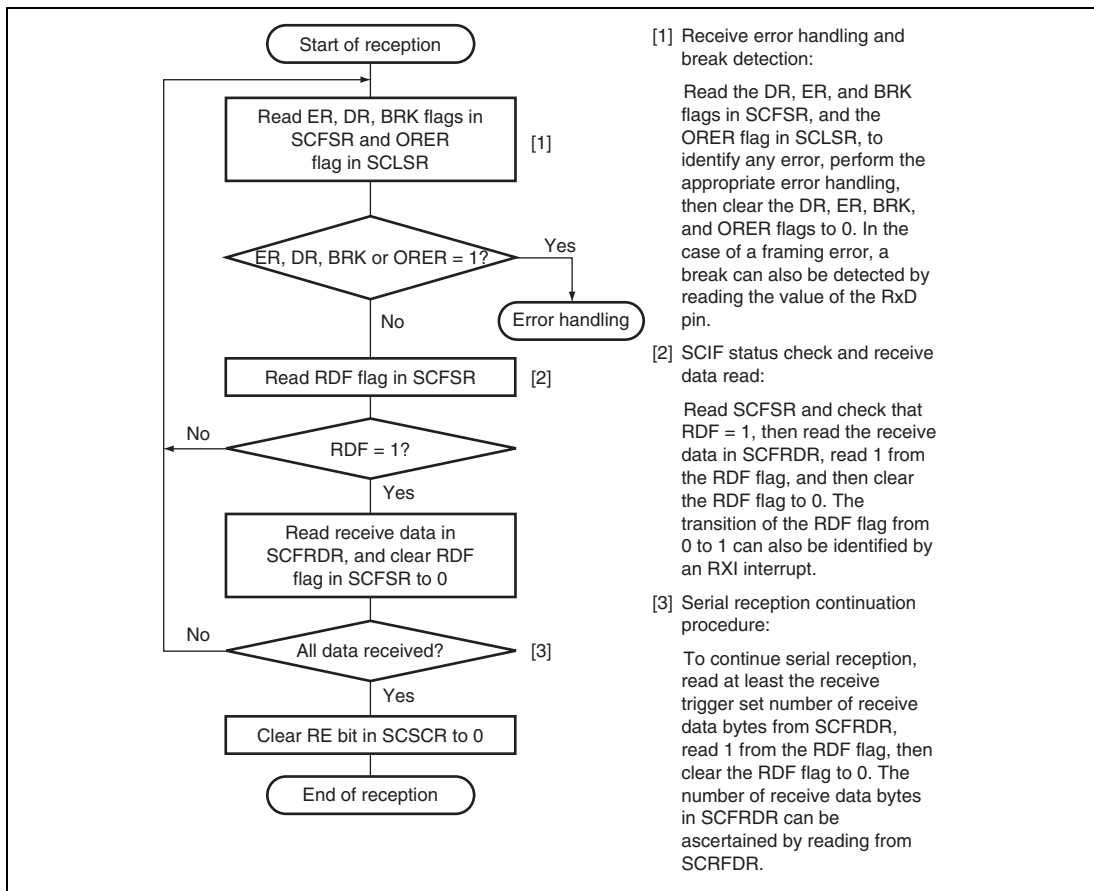 Start of reception
Read ER, DR, BRK flags in
SCFSR and ORER
flag in SCLSR
[1]
ER, DR, BRK or ORER = 1?
Yes
Error handling
No
Read RDF flag in SCFSR
[2]
No
RDF = 1?
Yes
Read receive data in
SCFRDR, and clear RDF
flag in SCFSR to 0
No
All data received?
[3]
Yes
Clear RE bit in SCSCR to 0
End of reception
[1] Receive error handling and
break detection:
Read the DR, ER, and BRK
flags in SCFSR, and the
ORER flag in SCLSR, to
identify any error, perform the
appropriate error handling,
then clear the DR, ER, BRK,
and ORER flags to 0. In the
case of a framing error, a
break can also be detected by
reading the value of the RxD
pin.
[2] SCIF status check and receive
data read:
Read SCFSR and check that
RDF = 1, then read the receive
data in SCFRDR, read 1 from
the RDF flag, and then clear
the RDF flag to 0. The
transition of the RDF flag from
0 to 1 can also be identified by
an RXI interrupt.
[3] Serial reception continuation
procedure:
To continue serial reception,
read at least the receive
trigger set number of receive
data bytes from SCFRDR,
read 1 from the RDF flag, then
clear the RDF flag to 0. The
number of receive data bytes
in SCFRDR can be
ascertained by reading from
SCRFDR.